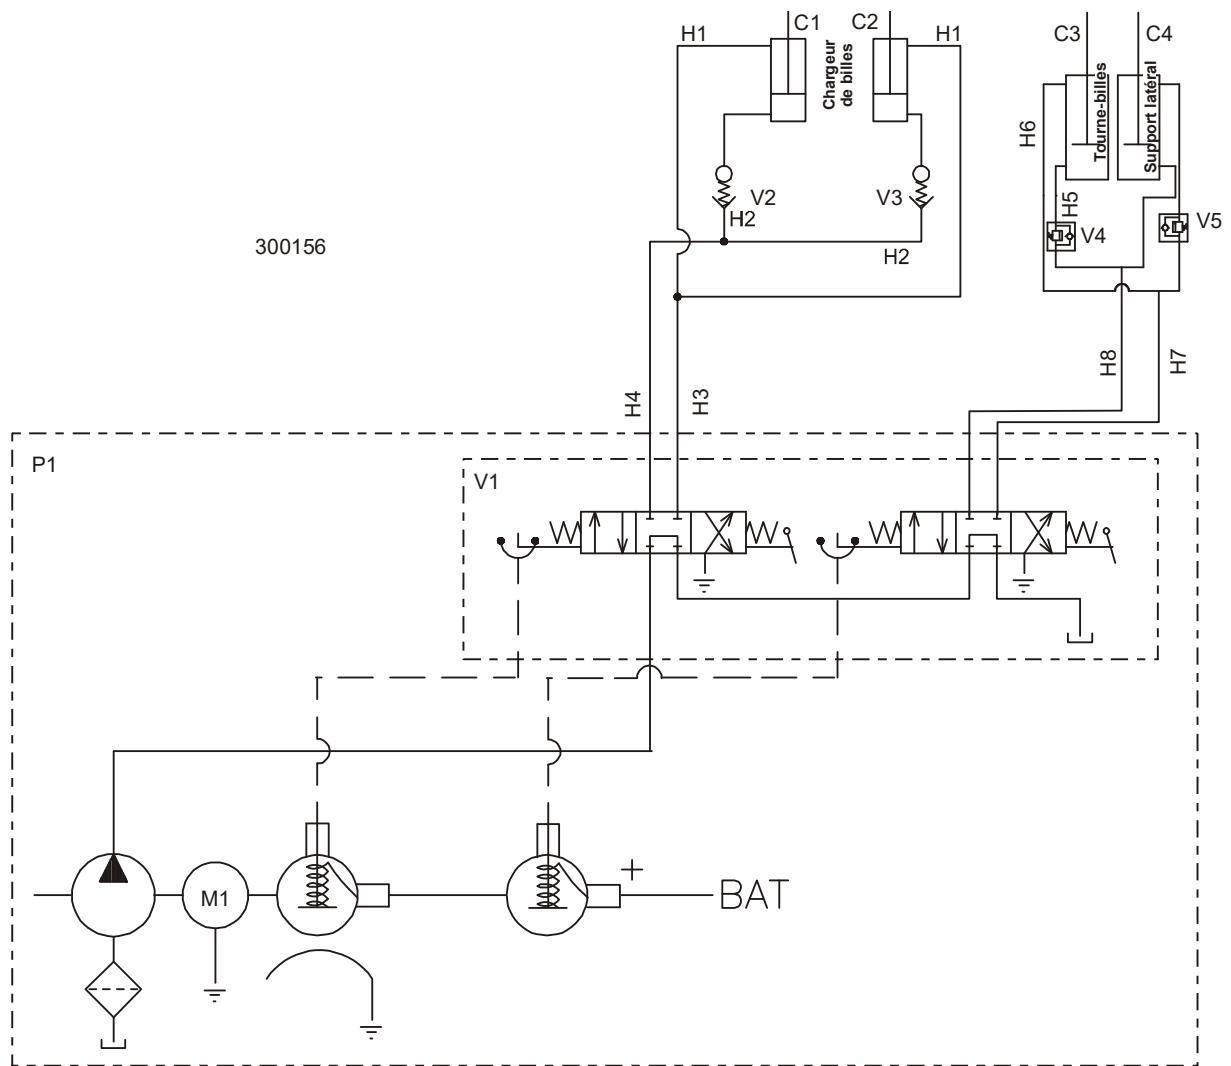 H1
C1
C2
H1
Chargeur
de billes
C3
C4
Tourne-billes
Support latéral
H6
H5
V2
H2
V3
H2
V4
V5
300156
H4
H3
H8
H7
P1
V1
M1
+
BAT